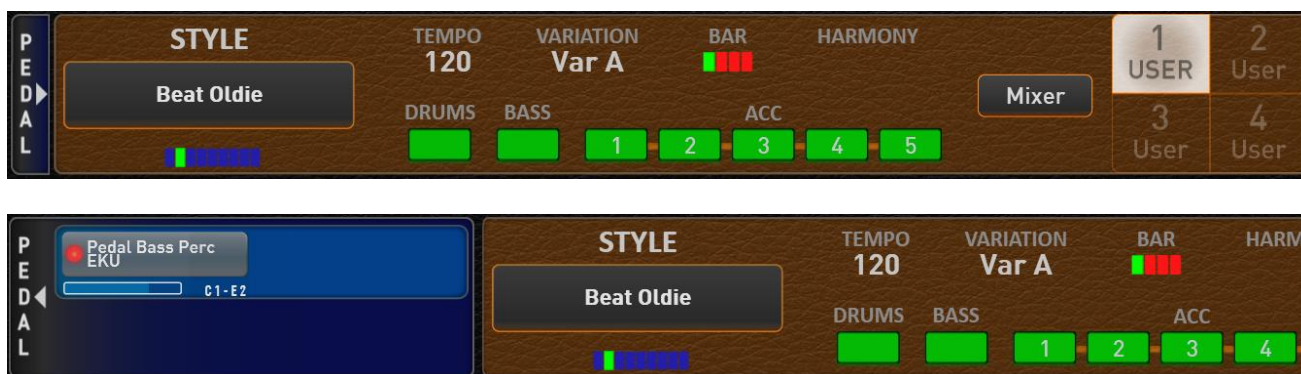 PEDAL
STYLE
Beat Oldie
TEMPO
120
VARIATION
Var A
BAR
HARMONY
DRUMS
BASS
ACC
1 2 3 4 5
Mixer
1
USER
2
User
3
User
4
User
PEDAL
Pedal Bass Perc
EKU
C1-E2
STYLE
Beat Oldie
TEMPO
120
VARIATION
Var A
BAR
HARM
DRUMS
BASS
ACC
1 2 3 4